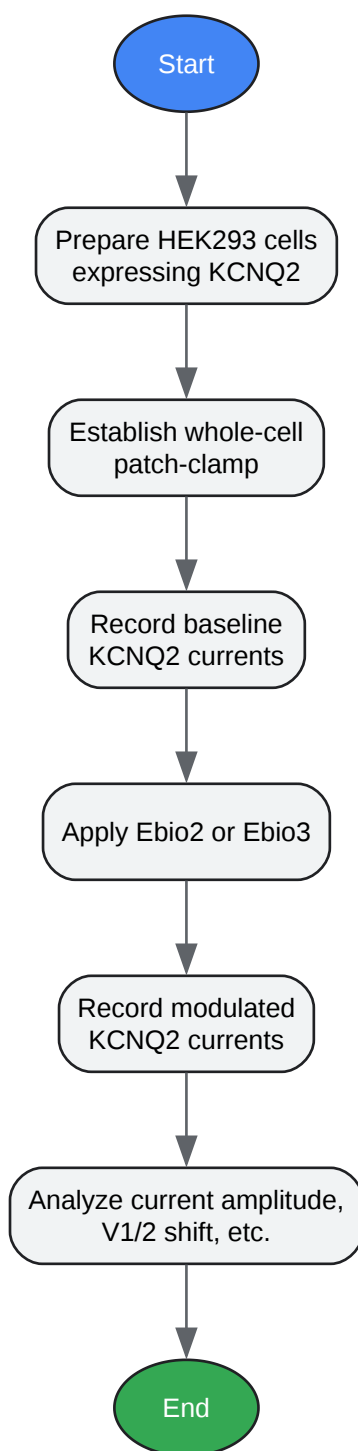 Start
Prepare HEK293 cells
expressing KCNQ2
Establish whole-cell
patch-clamp
Record baseline
KCNQ2 currents
Apply Ebio2 or Ebio3
Record modulated
KCNQ2 currents
Analyze current amplitude,
V1/2 shift, etc.
End